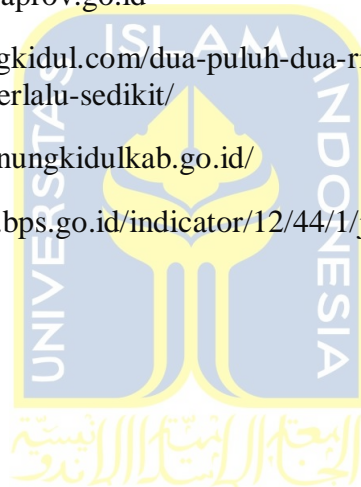 aprov.go.id
ISLAM
gkidul.com/dua-puluh-dua-r
erlalu-sedikit/
nungkidulkab.go.id/
.bps.go.id/indicator/12/44/1/j
UNIVERSITAS
INDONESIA